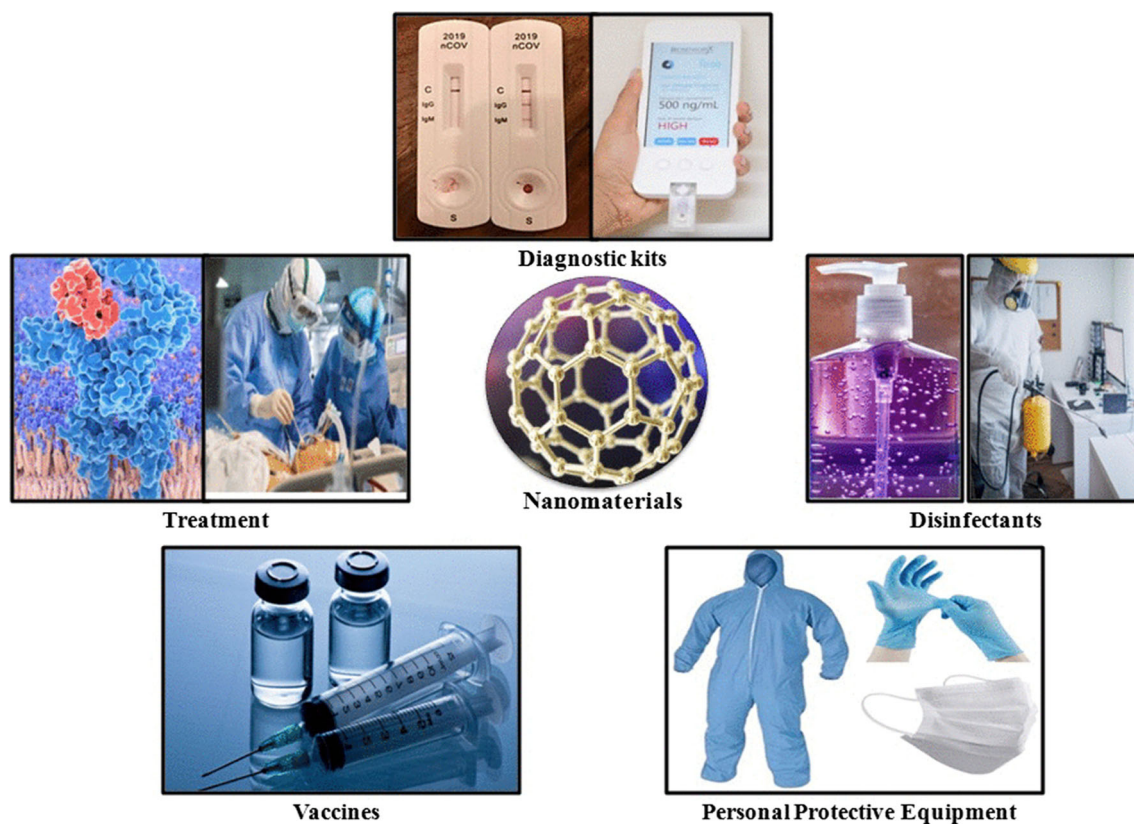 2019
nCOV
2019
nCOV
C
IgG
IgM
C
IgG
IgM
S
S
500 ng/mL
HIGH
Diagnostic kits
Treatment
Nanomaterials
Disinfectants
Vaccines
Personal Protective Equipment